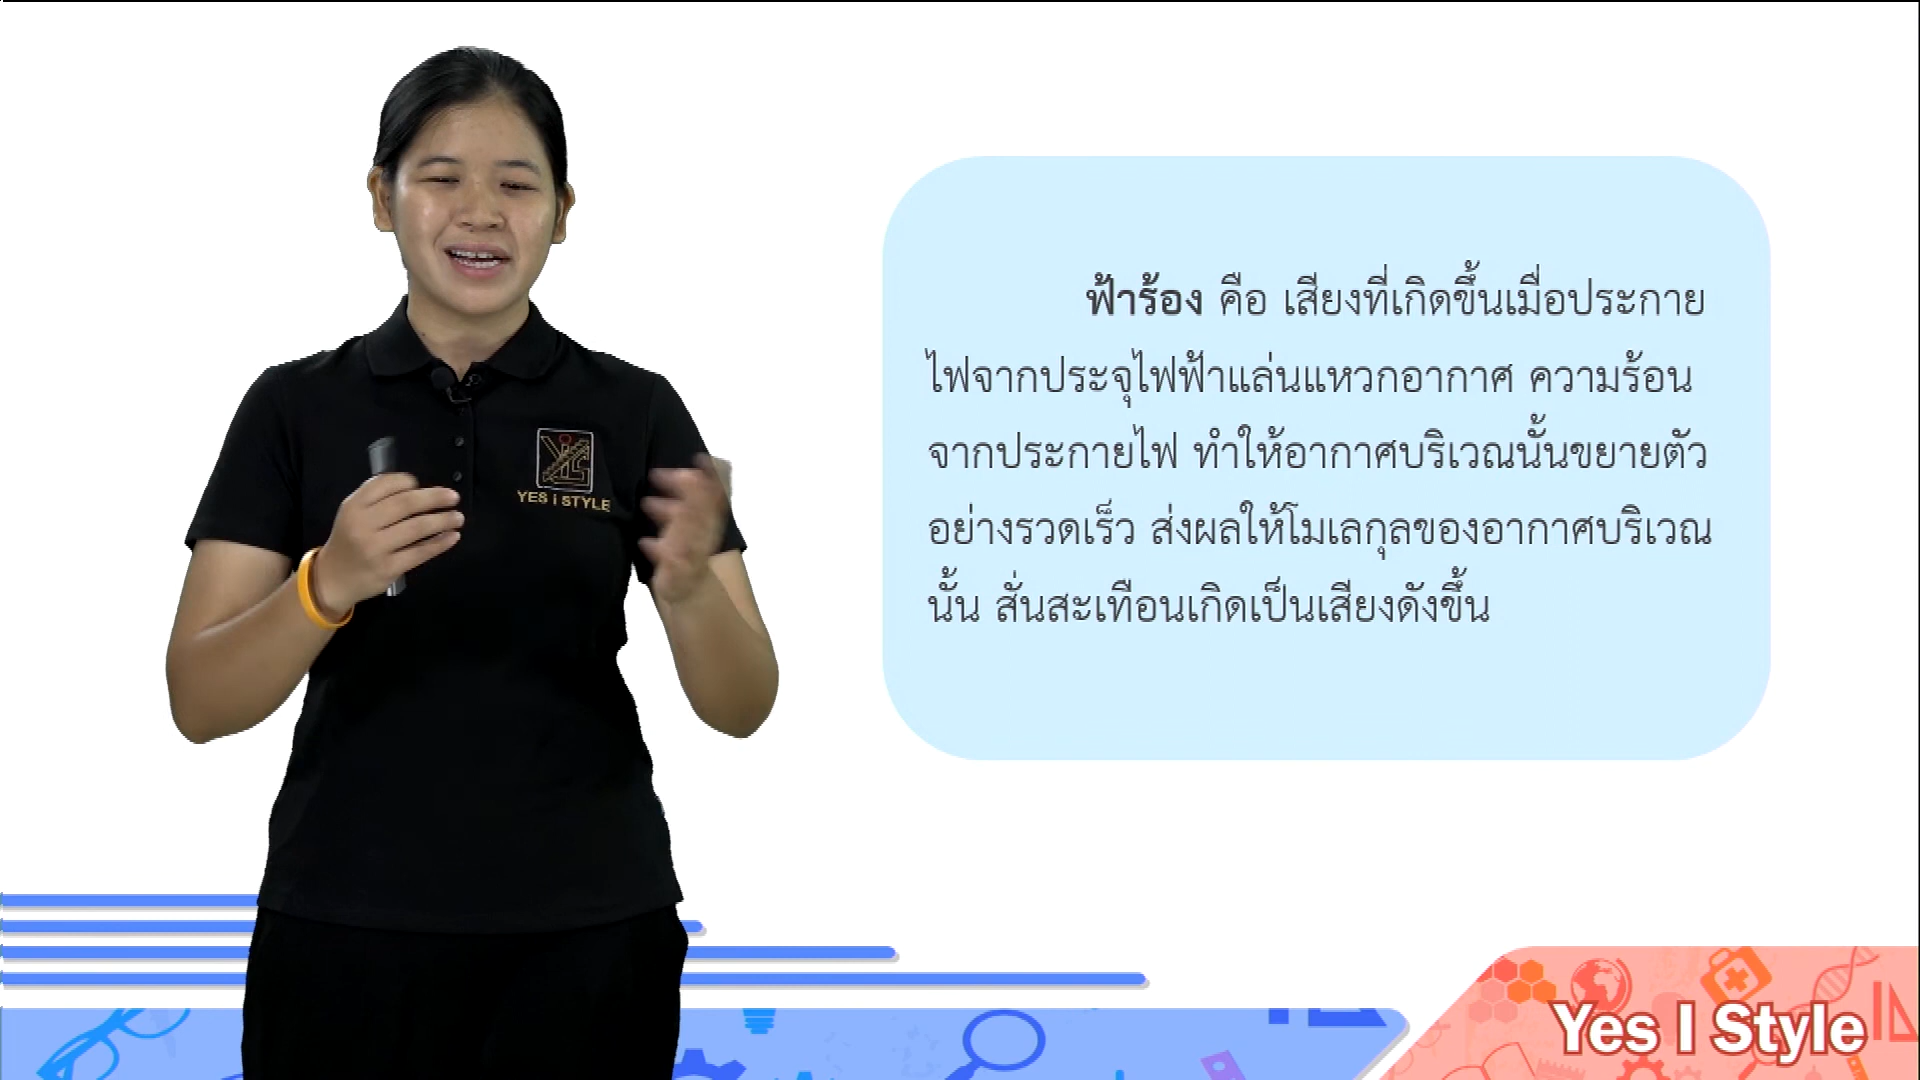 ฟ้าร้อง คือ เสียงที่เกิดขึ้นเมื่อประกาย
ไฟจากประจุไฟฟ้าแล่นแหวกอากาศ ความร้อน
จากประกายไฟ ทำให้อากาศบริเวณนั้นขยายตัว
อย่างรวดเร็ว ส่งผลให้โมเลกุลของอากาศบริเวณ
นั้น สั่นสะเทือนเกิดเป็นเสียงดังขึ้น
YES i STYLE
Yes I Style